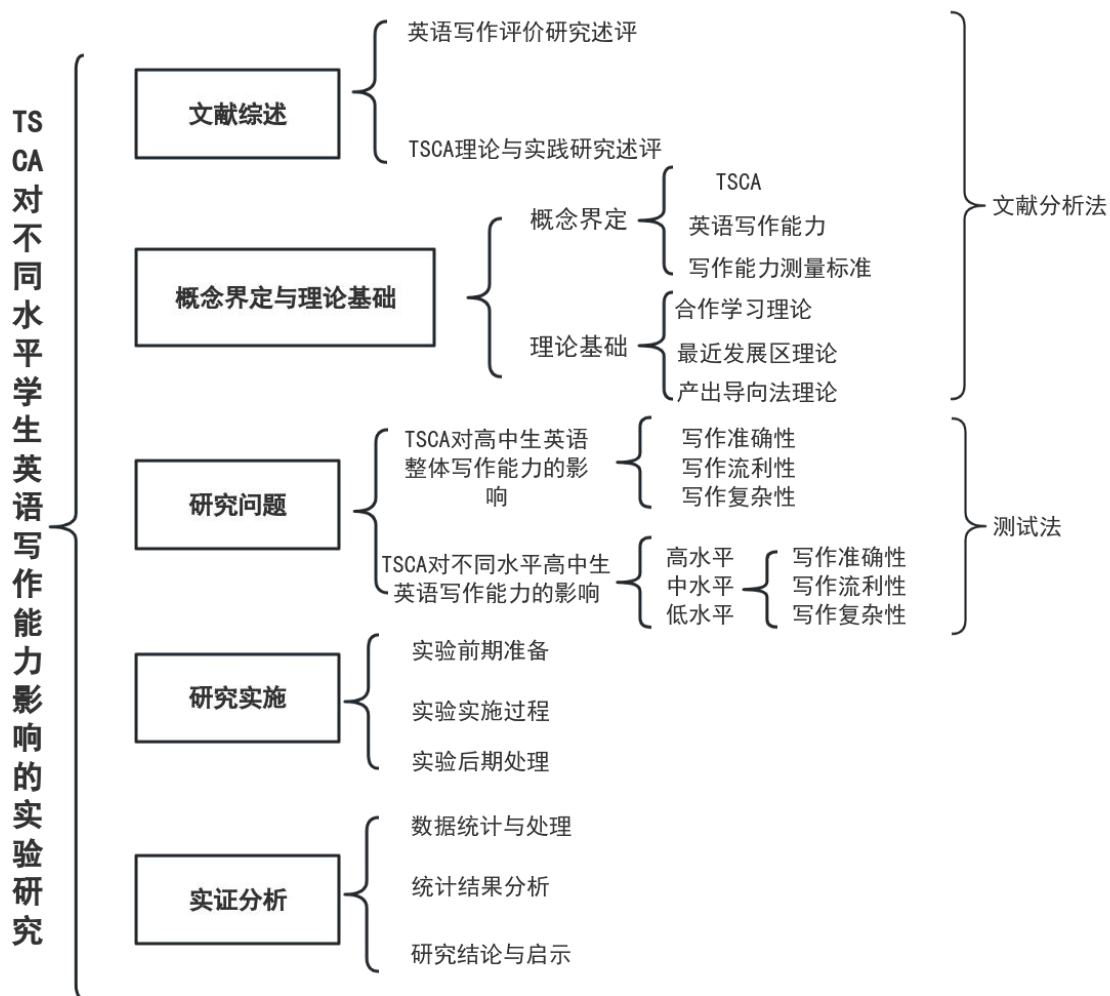 TS
CA
对
不
同
水
平
学
生
英
语
写
作
能
力
影
响
的
实
验
研
究
文献综述
英语写作评价研究述评
TSCA理论与实践研究述评
概念界定与理论基础
概念界定
TSCA
英语写作能力
写作能力测量标准
理论基础
合作学习理论
最近发展区理论
产出导向法理论
文献分析法
研究问题
TSCA对高中生英语
整体写作能力的影
响
写作准确性
写作流利性
写作复杂性
TSCA对不同水平高中生
英语写作能力的影响
高水平
中水平
低水平
写作准确性
写作流利性
写作复杂性
测试法
研究实施
实验前期准备
实验实施过程
实验后期处理
实证分析
数据统计与处理
统计结果分析
研究结论与启示